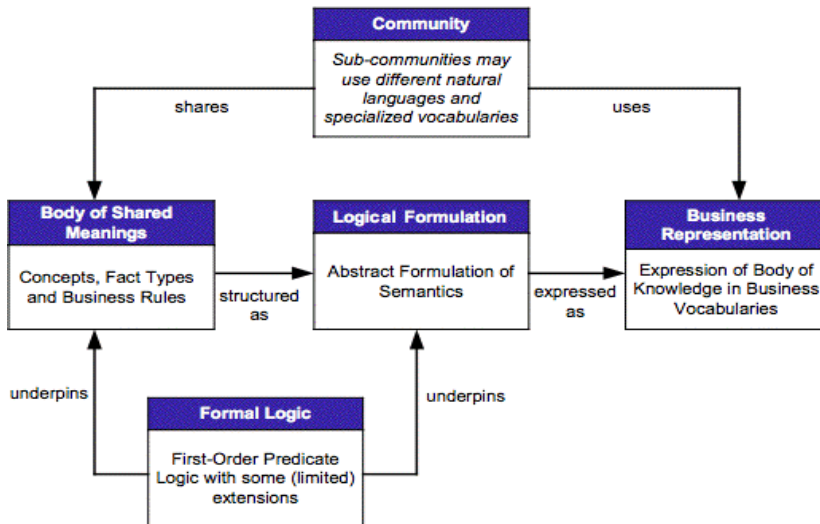 Community
Sub-communities may
use different natural
languages and
specialized vocabularies
shares
uses
Body of Shared
Meanings
Concepts, Fact Types
and Business Rules
structured
as
Logical Formulation
Abstract Formulation of
Semantics
expressed
as
Business
Representation
Expression of Body of
Knowledge in Business
Vocabularies
underpins
underpins
Formal Logic
First-Order Predicate
Logic with some (limited)
extensions